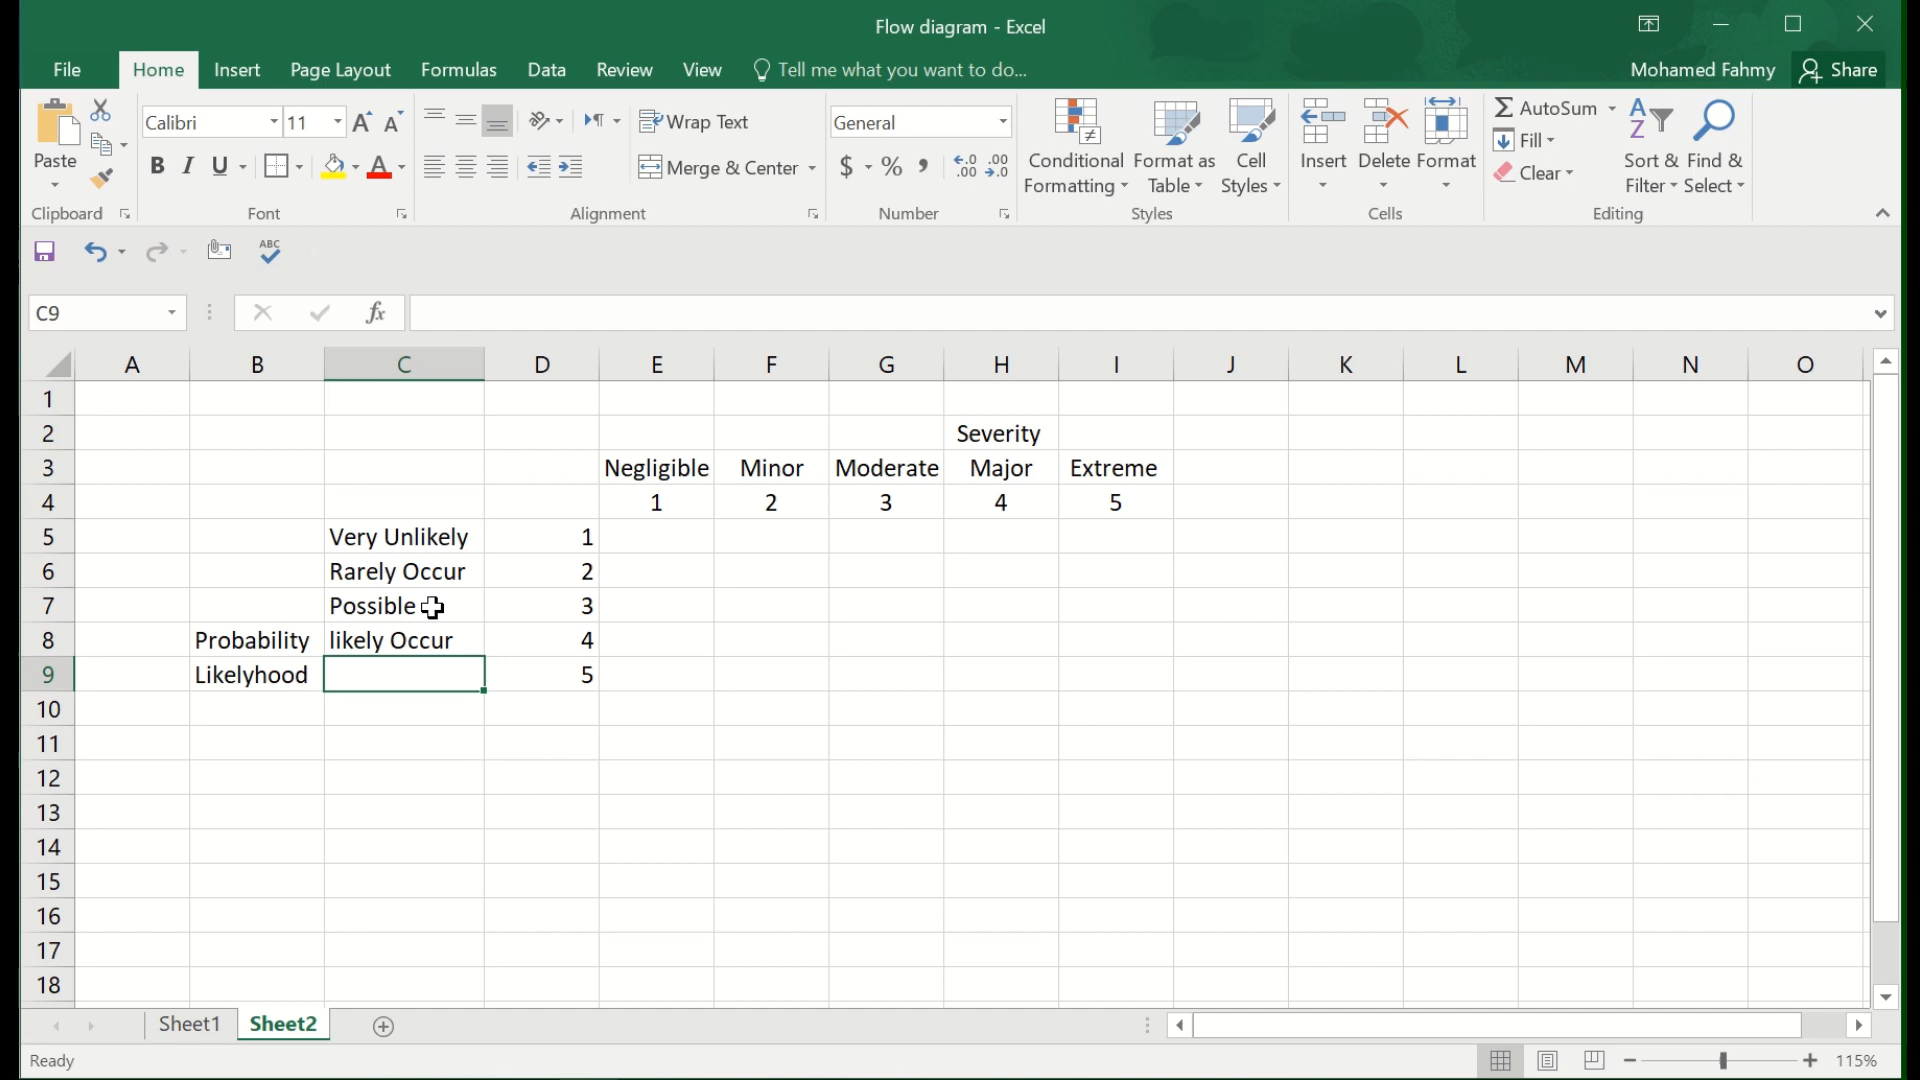 Flow diagram - Excel
File Home Insert Page Layout Formulas Data Review View Tell me what you want to do... Mohamed Fahmy Share
Paste
Clipboard
Calibri 11
B I U
Font
Wrap Text
Merge & Center
Alignment
General
$ % ,
Number
Conditional Formatting
Format as Table
Cell Styles
Styles
Insert Delete Format
Cells
AutoSum
Fill
Clear
Sort & Filter
Find & Select
Editing
ABC
C9 fx
A B C D E F G H I J K L M N O
1
2 Severity
3 Negligible Minor Moderate Major Extreme
4 1 2 3 4 5
5 Very Unlikely 1
6 Rarely Occur 2
7 Possible 3
8 Probability likely Occur 4
9 Likelyhood 5
10
11
12
13
14
15
16
17
18
Sheet1 Sheet2
Ready 115%